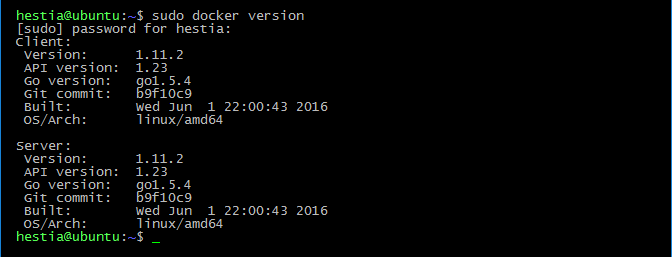 hestia@ubuntu:~$ sudo docker version
[sudo] password for hestia:
Client:
 Version:      1.11.2
 API version:  1.23
 Go version:   go1.5.4
 Git commit:   b9f10c9
 Built:        Wed Jun  1 22:00:43 2016
 OS/Arch:      linux/amd64

Server:
 Version:      1.11.2
 API version:  1.23
 Go version:   go1.5.4
 Git commit:   b9f10c9
 Built:        Wed Jun  1 22:00:43 2016
 OS/Arch:      linux/amd64
hestia@ubuntu:~$ _